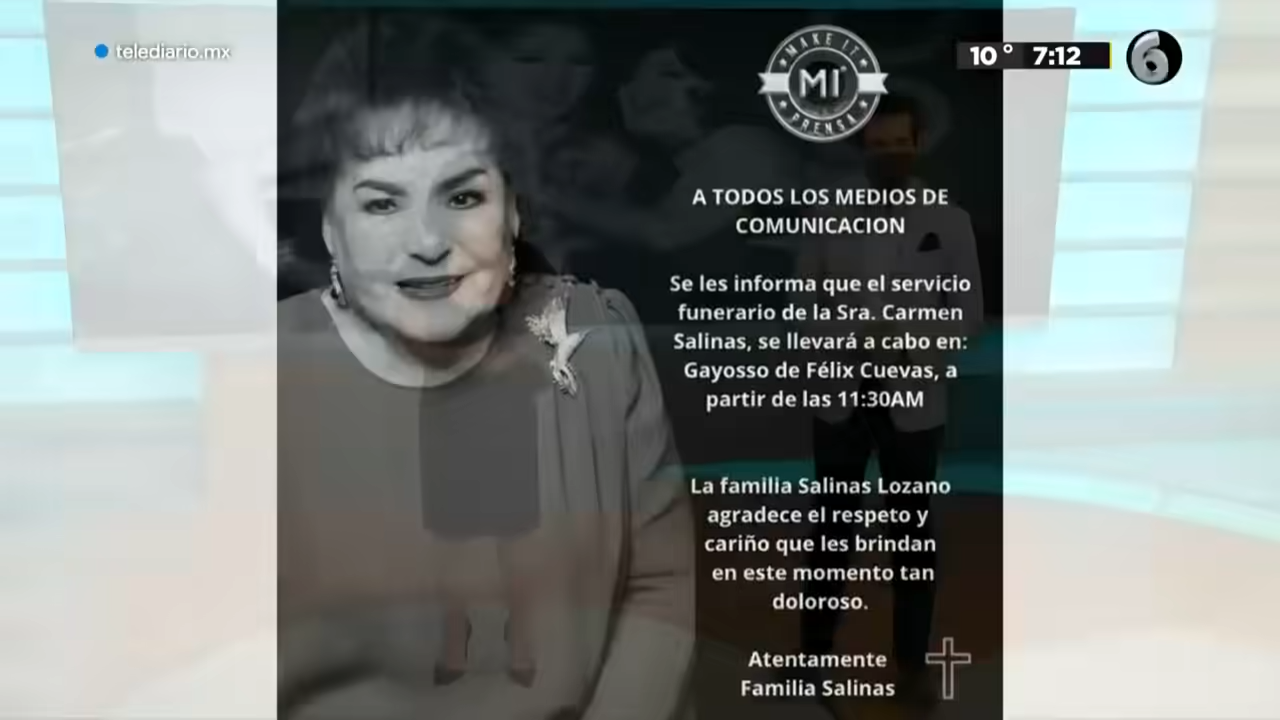 telediario.mx
10° 7:12
6
MAKE IT
MI
PRENSA
A TODOS LOS MEDIOS DE
COMUNICACION
Se les informa que el servicio
funerario de la Sra. Carmen
Salinas, se llevará a cabo en:
Gayosso de Félix Cuevas, a
partir de las 11:30AM
La familia Salinas Lozano
agradece el respeto y
cariño que les brindan
en este momento tan
doloroso.
Atentamente
Familia Salinas